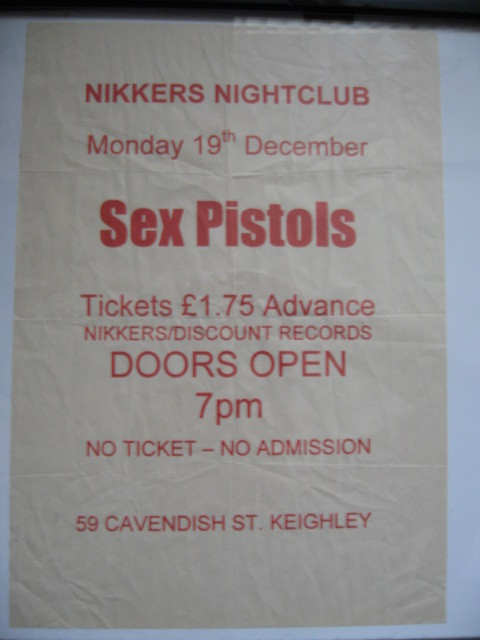 NIKKERS NIGHTCLUB
Monday 19th December
Sex Pistols
Tickets £1.75 Advance
NIKKERS/DISCOUNT RECORDS
DOORS OPEN
7pm
NO TICKET – NO ADMISSION
59 CAVENDISH ST. KEIGHLEY